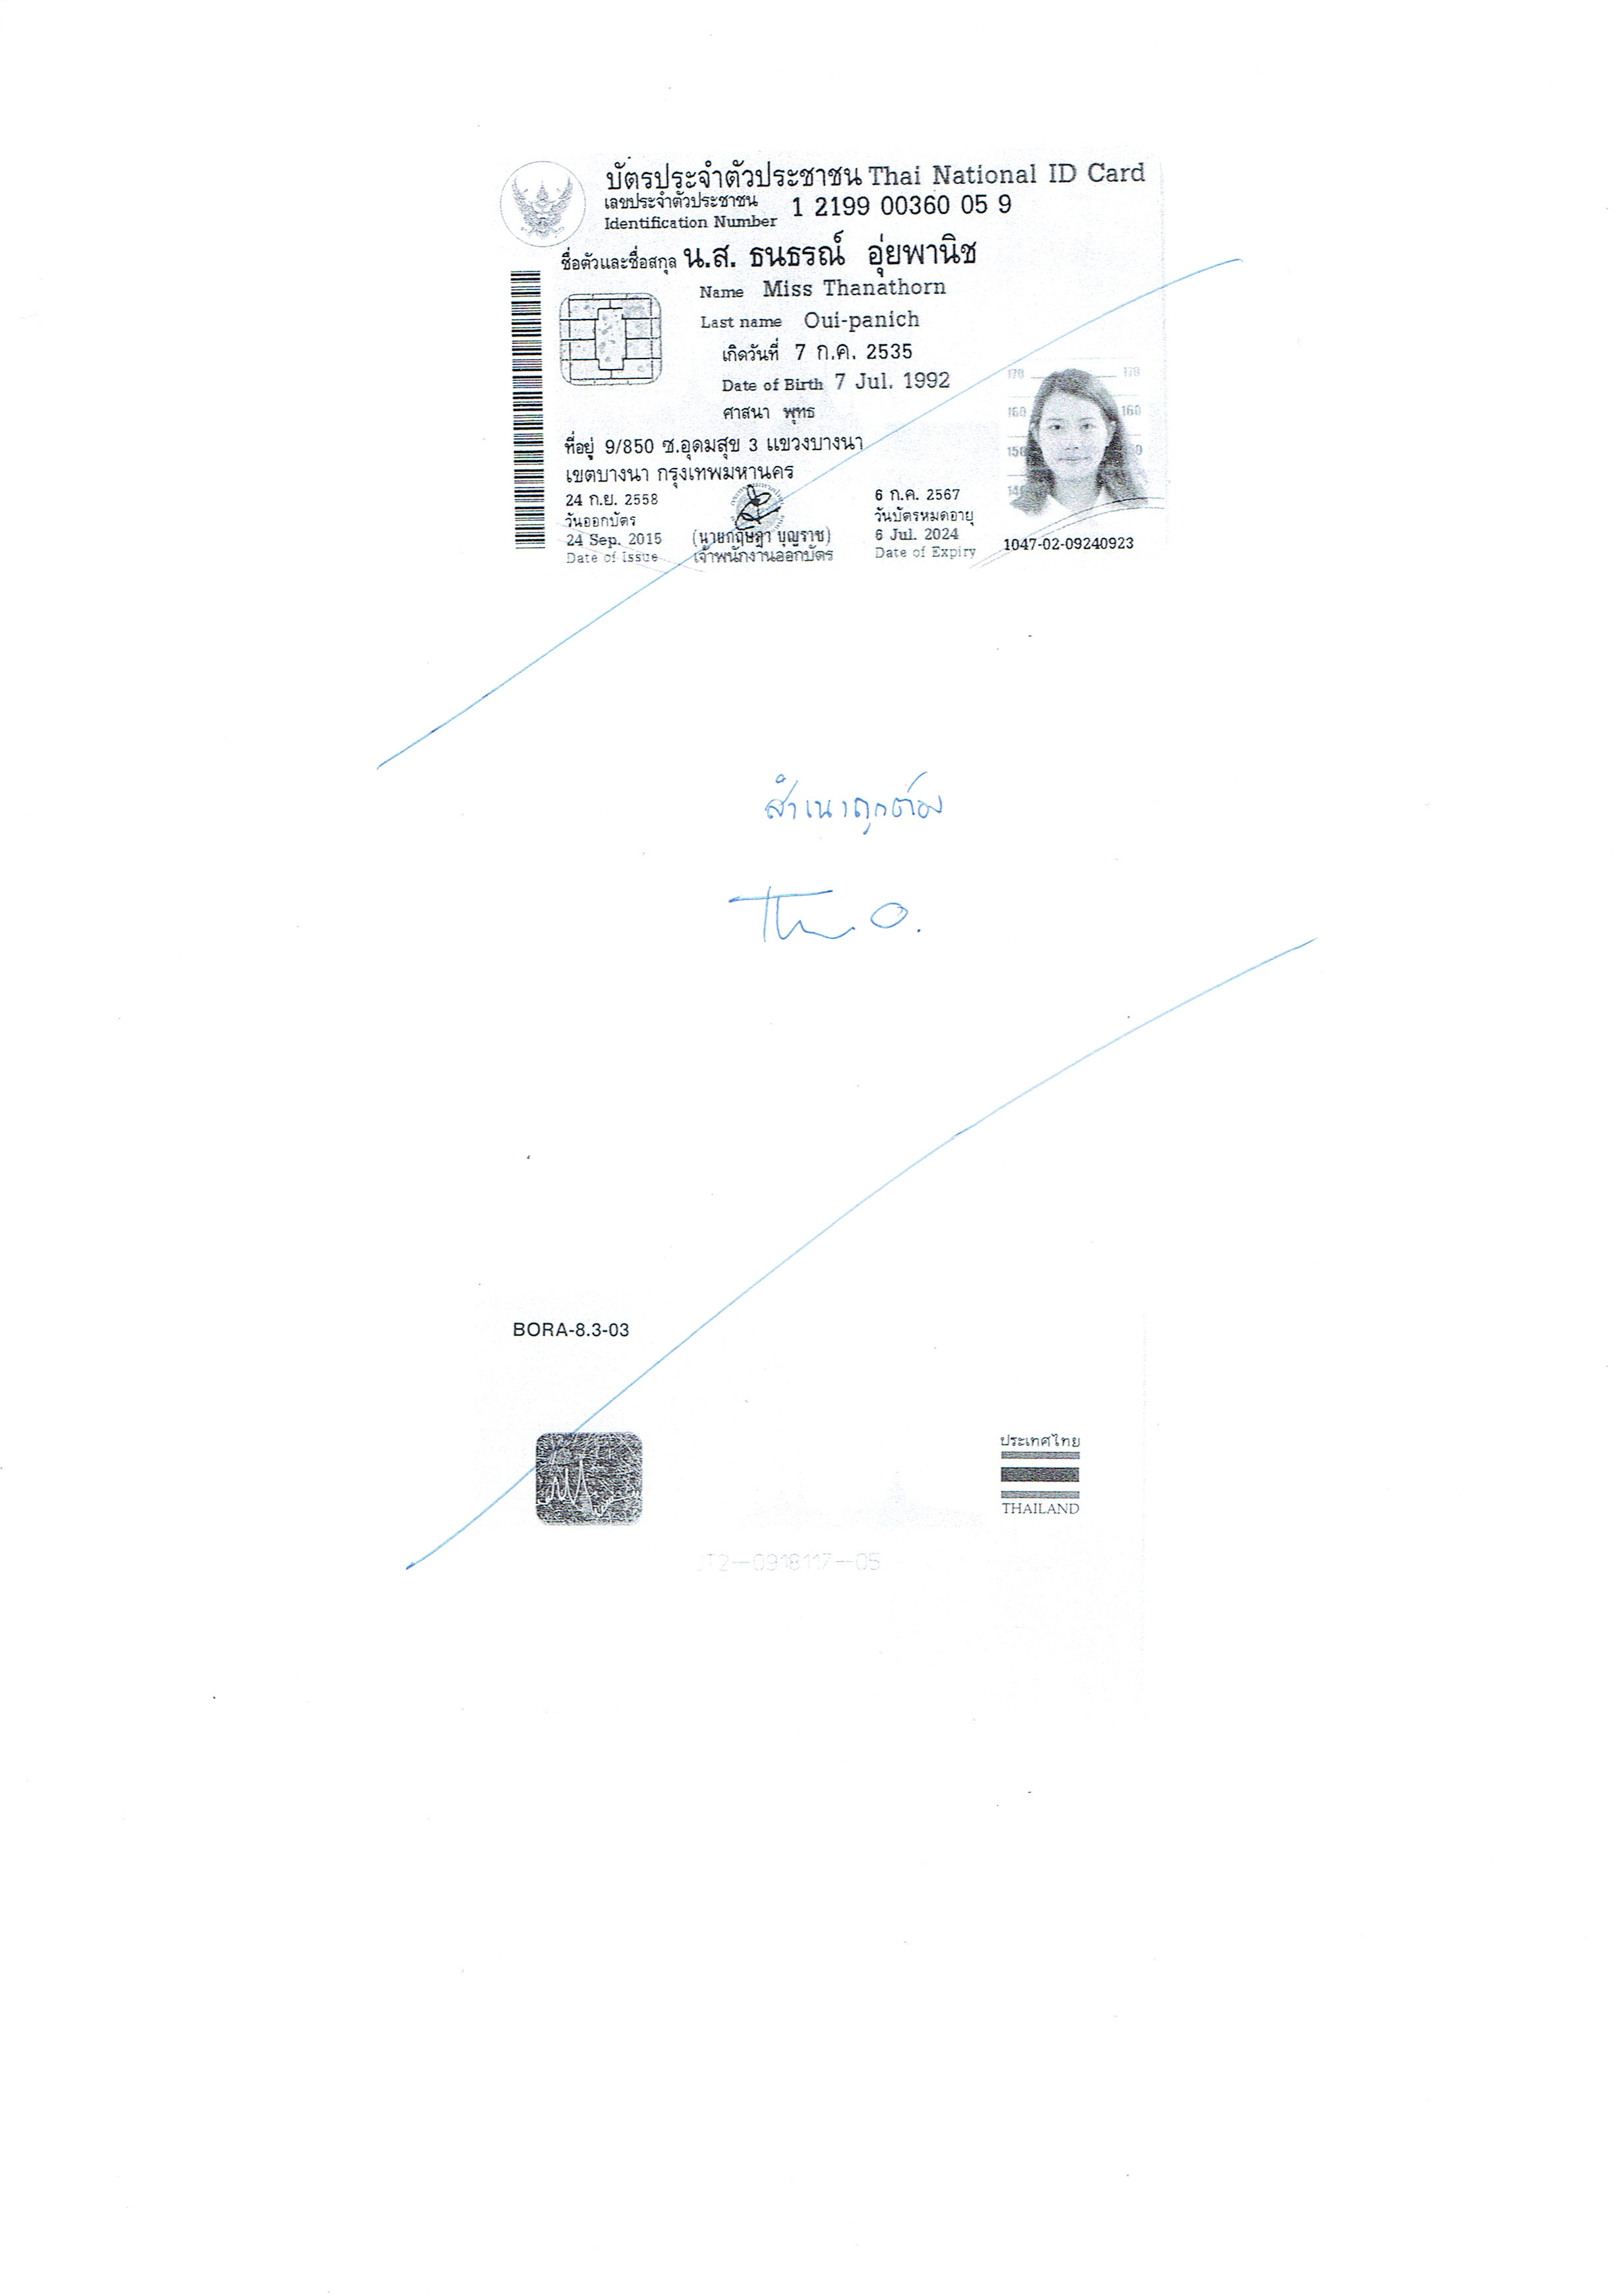 บัตรประจำตัวประชาชน Thai National ID Card
เลขประจำตัวประชาชน
Identification Number 1 2199 00360 05 9
ชื่อตัวและชื่อสกุล น.ส. ธนธรณ์ อุ่ยพานิช
Name Miss Thanathorn
Last name Oui-panich
เกิดวันที่ 7 ก.ค. 2535
Date of Birth 7 Jul. 1992
ศาสนา พุทธ
ที่อยู่ 9/850 ซ.อุดมสุข 3 แขวงบางนา
เขตบางนา กรุงเทพมหานคร
24 ก.ย. 2558
วันออกบัตร
24 Sep. 2015
Date of Issue
(นายกฤษฎา บุญราช)
เจ้าพนักงานออกบัตร
6 ก.ค. 2567
วันบัตรหมดอายุ
6 Jul. 2024
Date of Expiry
170 170
160 160
150
1047-02-09240923
สำเนาถูกต้อง
BORA-8.3-03
ประเทศไทย
THAILAND